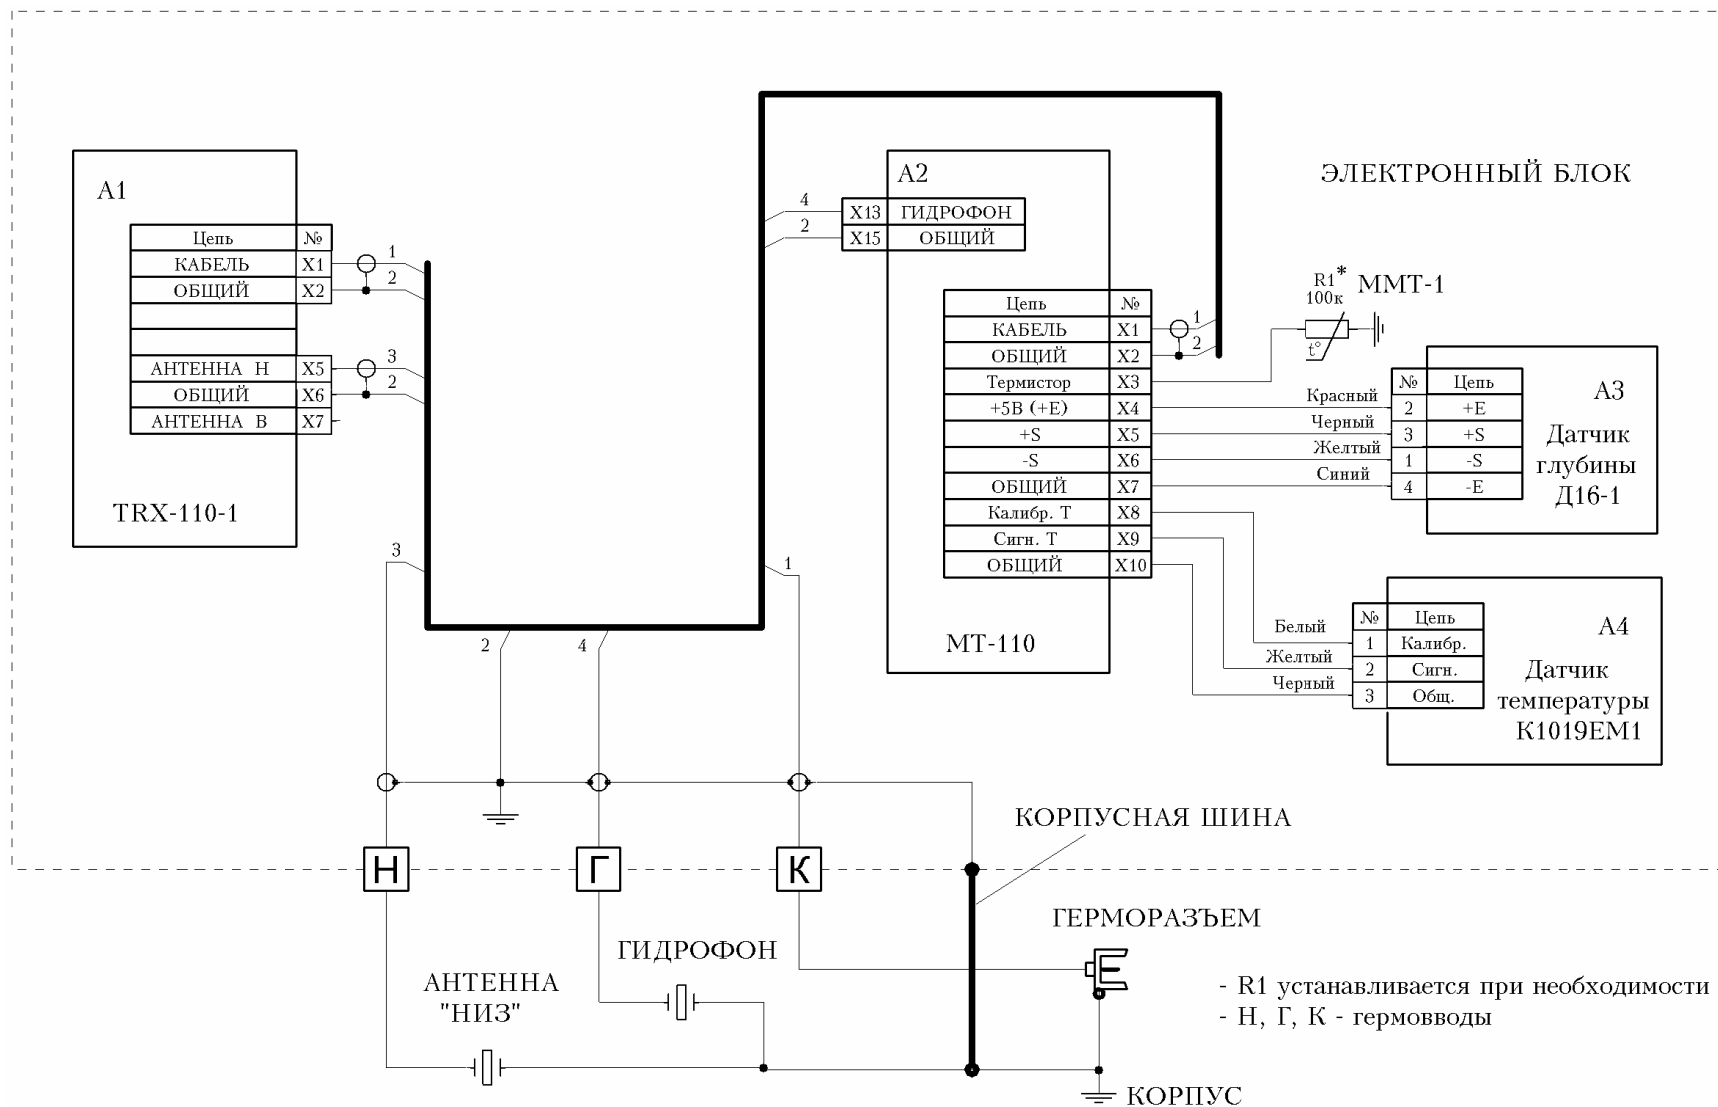 ЭЛЕКТРОННЫЙ БЛОК
А1
Цепь №
КАБЕЛЬ X1
ОБЩИЙ X2
АНТЕННА Н X5
ОБЩИЙ X6
АНТЕННА В X7
TRX-110-1
1
2
3
2
3
4
2
А2
X13 ГИДРОФОН
X15 ОБЩИЙ
Цепь №
КАБЕЛЬ X1
ОБЩИЙ X2
Термистор X3
+5В (+Е) X4
+S X5
-S X6
ОБЩИЙ X7
Калибр. Т X8
Сигн. Т X9
ОБЩИЙ X10
МТ-110
1
2
R1*
100к
ММТ-1
t°
Красный
Черный
Желтый
Синий
№ Цепь
2 +Е
3 +S
1 -S
4 -Е
А3
Датчик
глубины
Д16-1
Белый
Желтый
Черный
№ Цепь
1 Калибр.
2 Сигн.
3 Общ.
А4
Датчик
температуры
К1019ЕМ1
1
2
4
Н
Г
К
КОРПУСНАЯ ШИНА
ГЕРМОРАЗЪЕМ
ГИДРОФОН
АНТЕННА
"НИЗ"
- R1 устанавливается при необходимости
- Н, Г, К - гермовводы
КОРПУС